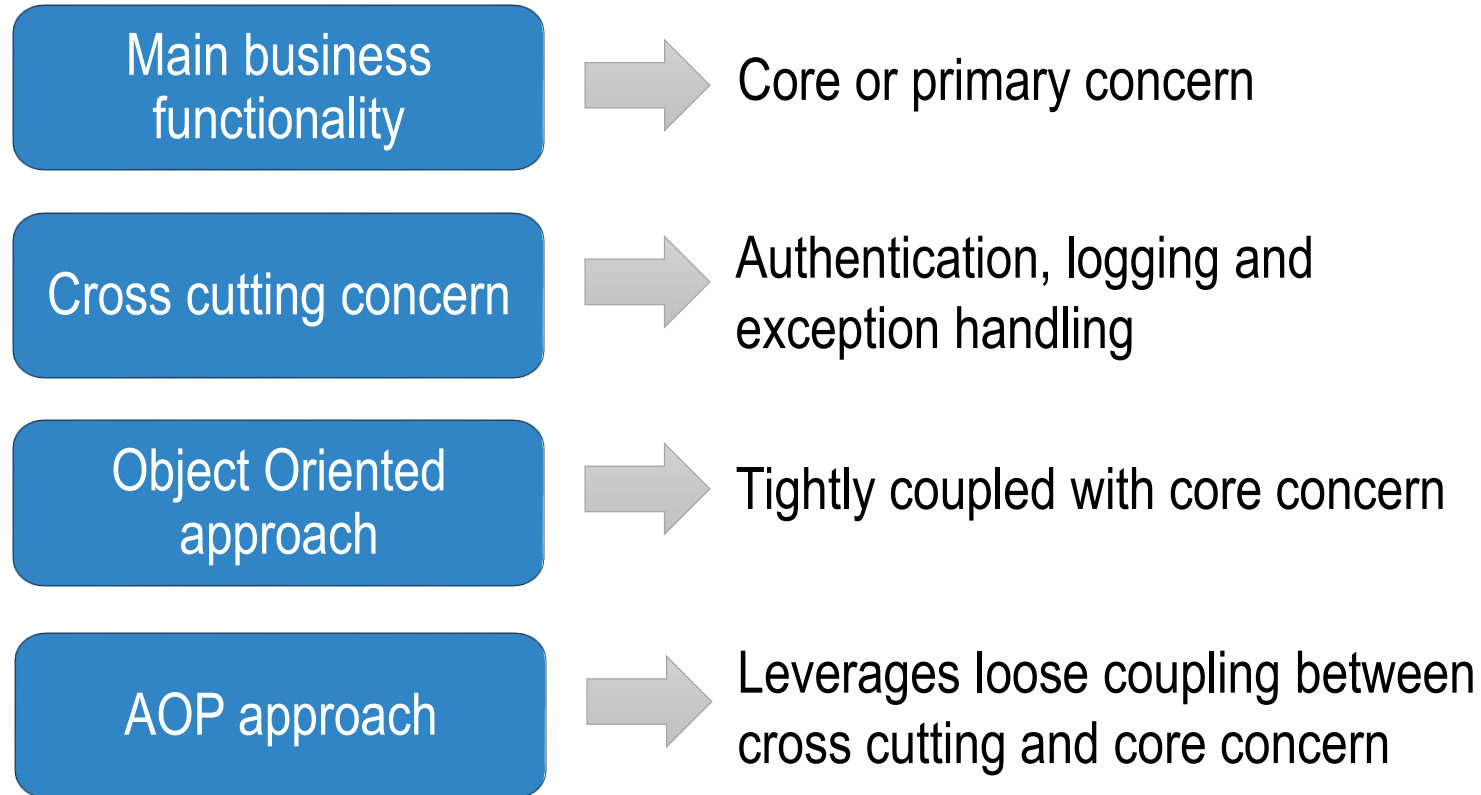 Main business
functionality
Core or primary concern
Cross cutting concern
Authentication, logging and
exception handling
Object Oriented
approach
Tightly coupled with core concern
AOP approach
Leverages loose coupling between
cross cutting and core concern